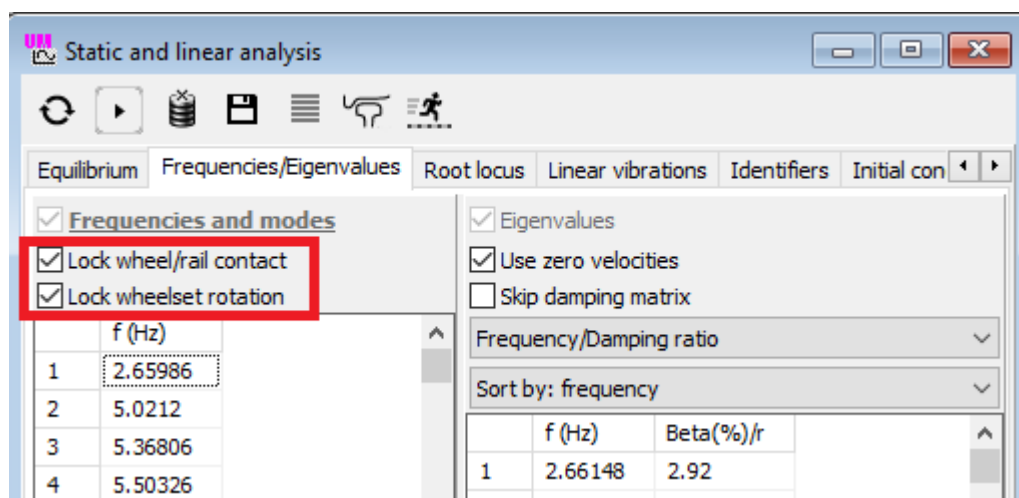 UM Static and linear analysis
Equilibrium Frequencies/Eigenvalues Root locus Linear vibrations Identifiers Initial con
Frequencies and modes
Lock wheel/rail contact
Lock wheelset rotation
f (Hz)
1 2.65986
2 5.0212
3 5.36806
4 5.50326
Eigenvalues
Use zero velocities
Skip damping matrix
Frequency/Damping ratio
Sort by: frequency
f (Hz) Beta(%)/r
1 2.66148 2.92